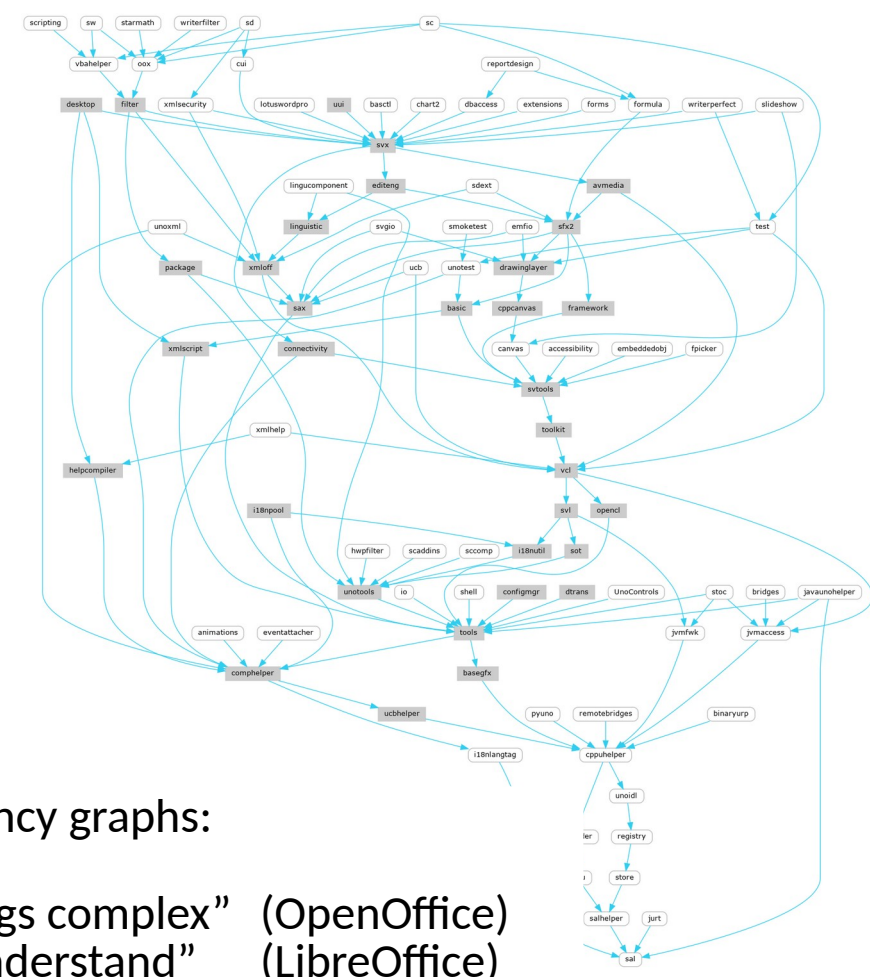 scripting sw starmath writerfilter sd sc
vbahelper oox cui reportdesign
desktop filter xmlsecurity lotuswordpro uui basctl chart2 dbaccess extensions forms formula writerperfect slideshow
svx
lingucomponent editeng sdext avmedia
unoxml linguistic svgio smoketest emfio sfx2 test
package xmloff ucb unotest drawinglayer
sax basic cppcanvas framework
xmlscript connectivity canvas accessibility embeddedobj fpicker
svtools
xmlhelp toolkit
helpcompiler vcl
i18npool svl opencl
hwpfilter scaddins sccomp i18nutil sot
unotools io shell configmgr dtrans UnoControls stoc bridges javaunohelper
animations eventattacher tools jvmfwk jvmaccess
comphelper basegfx
ucbhelper pyuno remotebridges binaryurp
i18nlangtag cppuhelper
unoidl
ncy graphs:
ler registry
store
gs complex” (OpenOffice)
salhelper jurt
nderstand” (LibreOffice)
sal